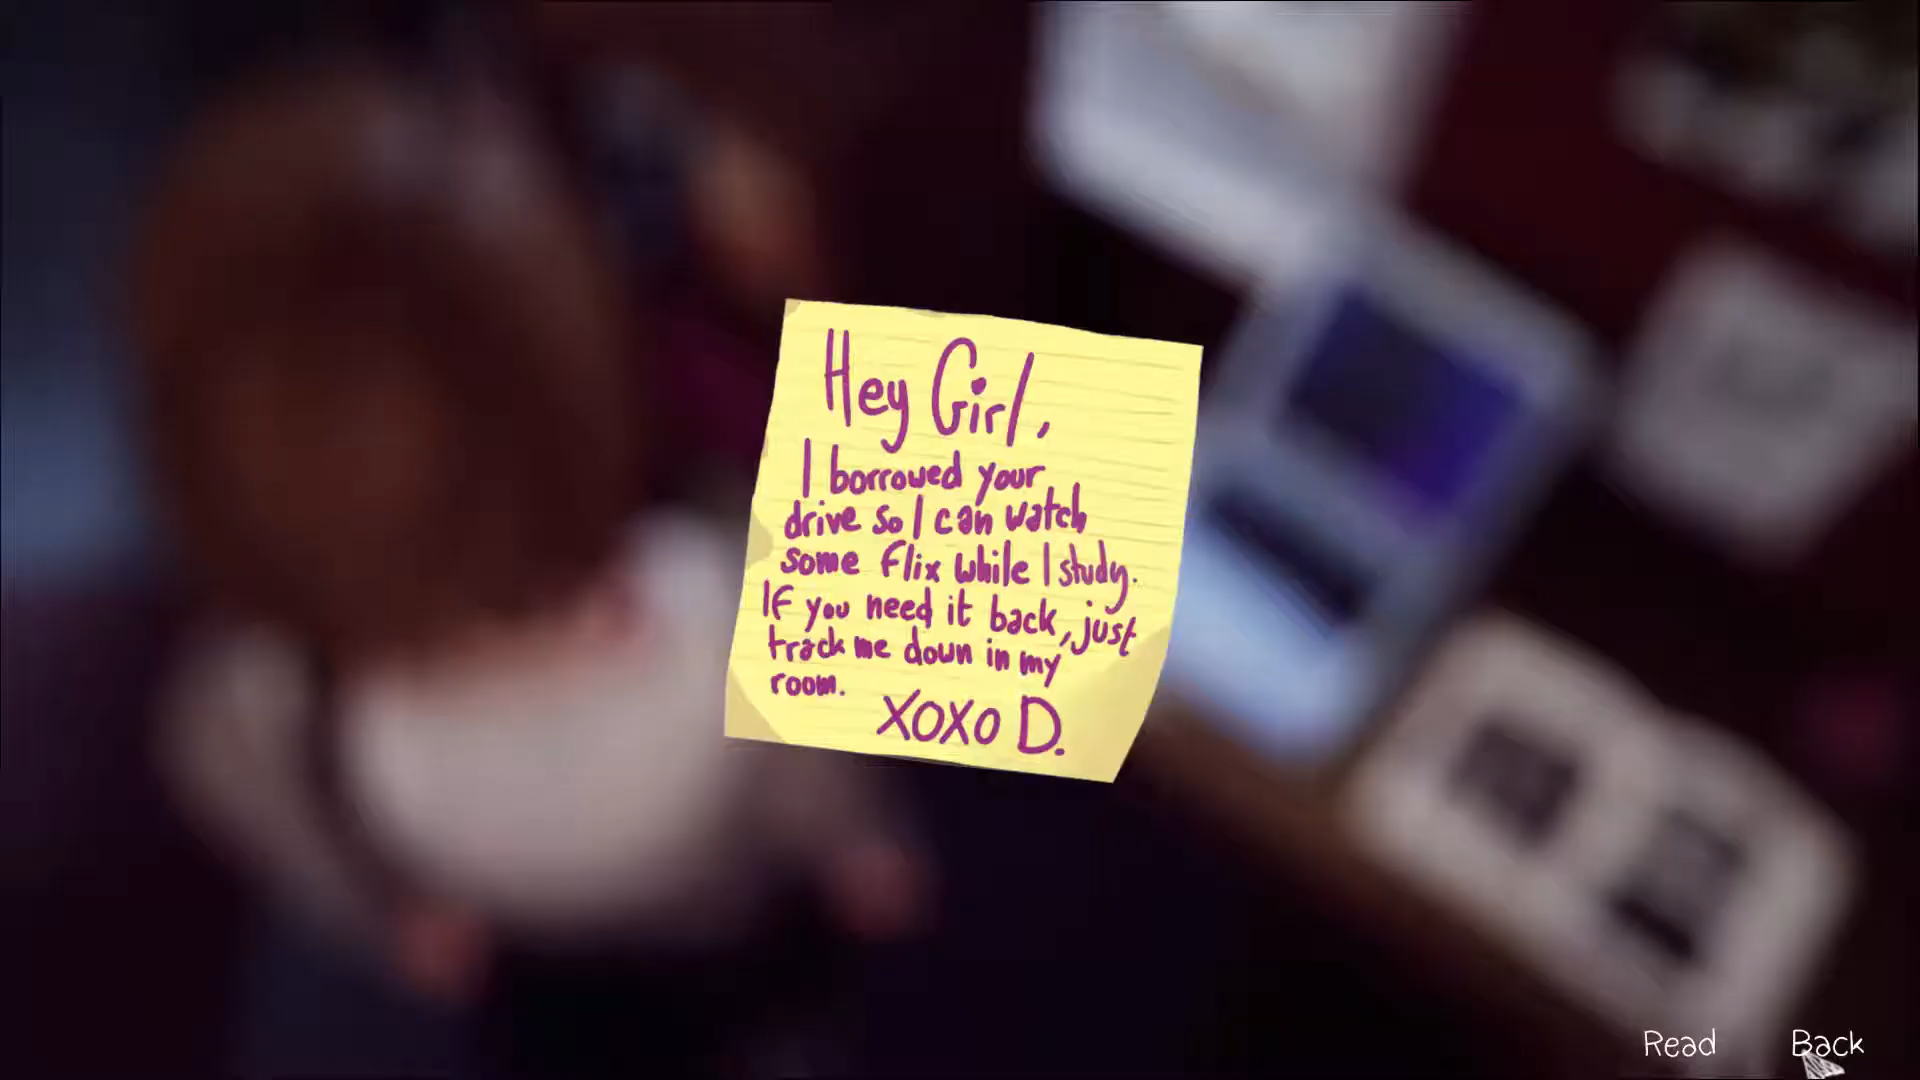 Hey Girl,
I borrowed your
drive so I can watch
some flix while I study.
If you need it back, just
track me down in my
room.
XOXO D.
Read Back